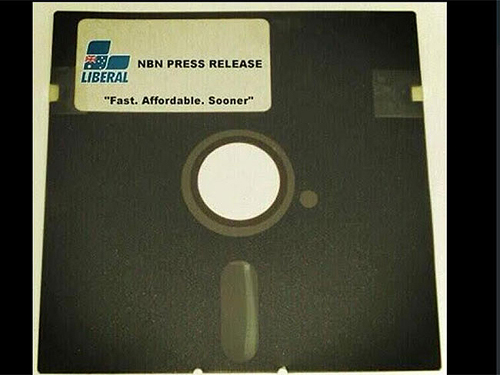 LIBERAL
NBN PRESS RELEASE
"Fast. Affordable. Sooner"